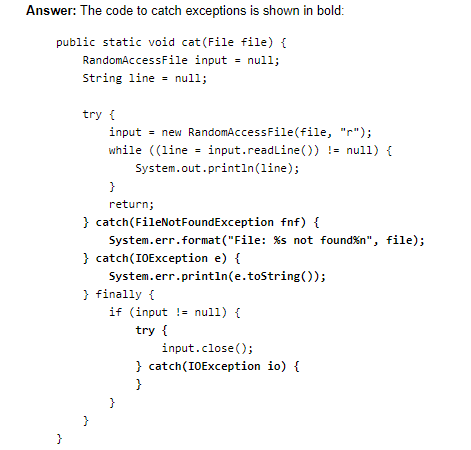 Answer: The code to catch exceptions is shown in bold:
public static void cat(File file) {
RandomAccessFile input = null;
String line = null;
try {
input = new RandomAccessFile(file, "r");
while ((line = input.readLine()) != null) {
System.out.println(line);
}
return;
} catch(FileNotFoundException fnf) {
System.err.format("File: %s not found%n", file);
} catch(IOException e) {
System.err.println(e.toString());
} finally {
if (input != null) {
try {
input.close();
} catch(IOException io) {
}
}
}
}